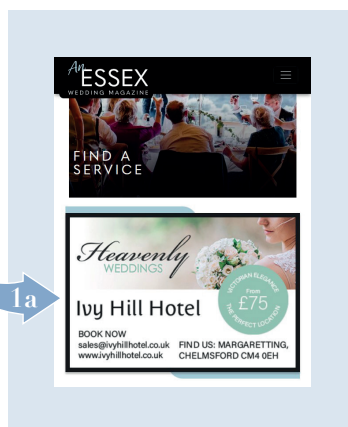 An
ESSEX
WEDDING MAGAZINE
FIND A
SERVICE
1a
Heavenly
WEDDINGS
VICTORIAN ELEGANCE
From
£75
THE PERFECT LOCATION
Ivy Hill Hotel
BOOK NOW
sales@ivyhillhotel.co.uk
www.ivyhillhotel.co.uk
FIND US: MARGARETTING,
CHELMSFORD CM4 0EH